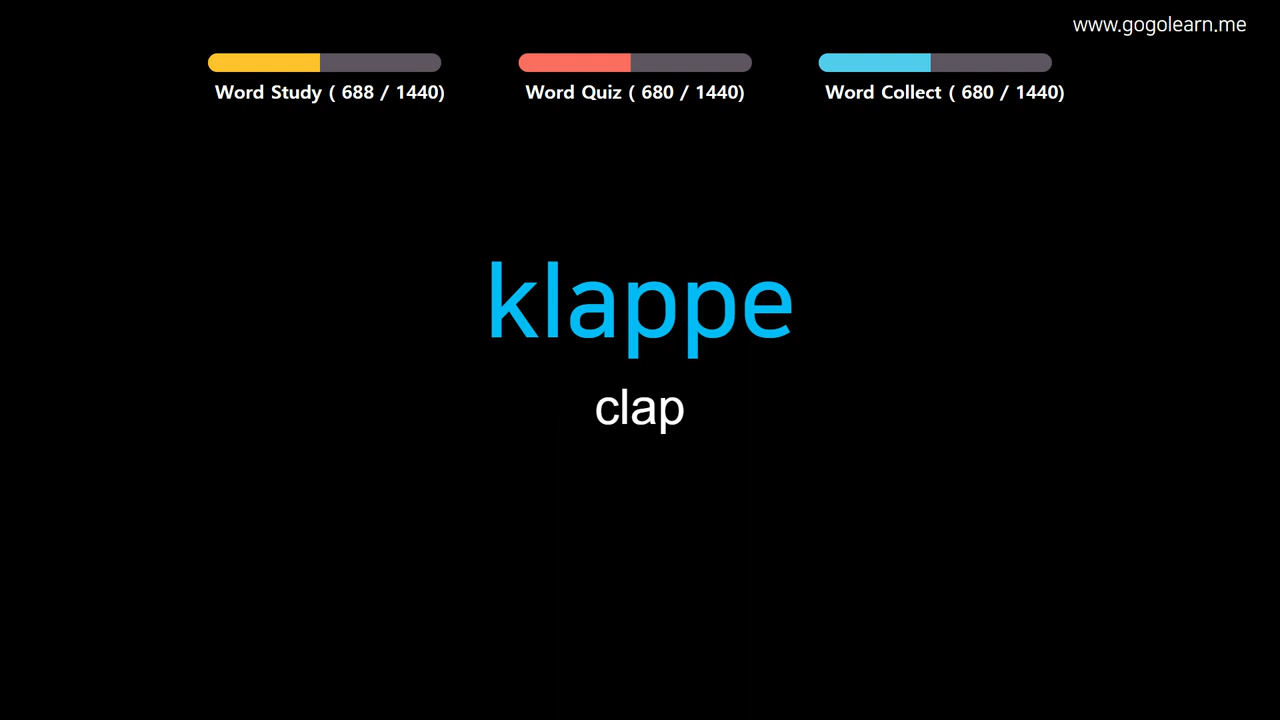 www.gogolearn.me
Word Study ( 688 / 1440)
Word Quiz ( 680 / 1440)
Word Collect ( 680 / 1440)
klappe
clap